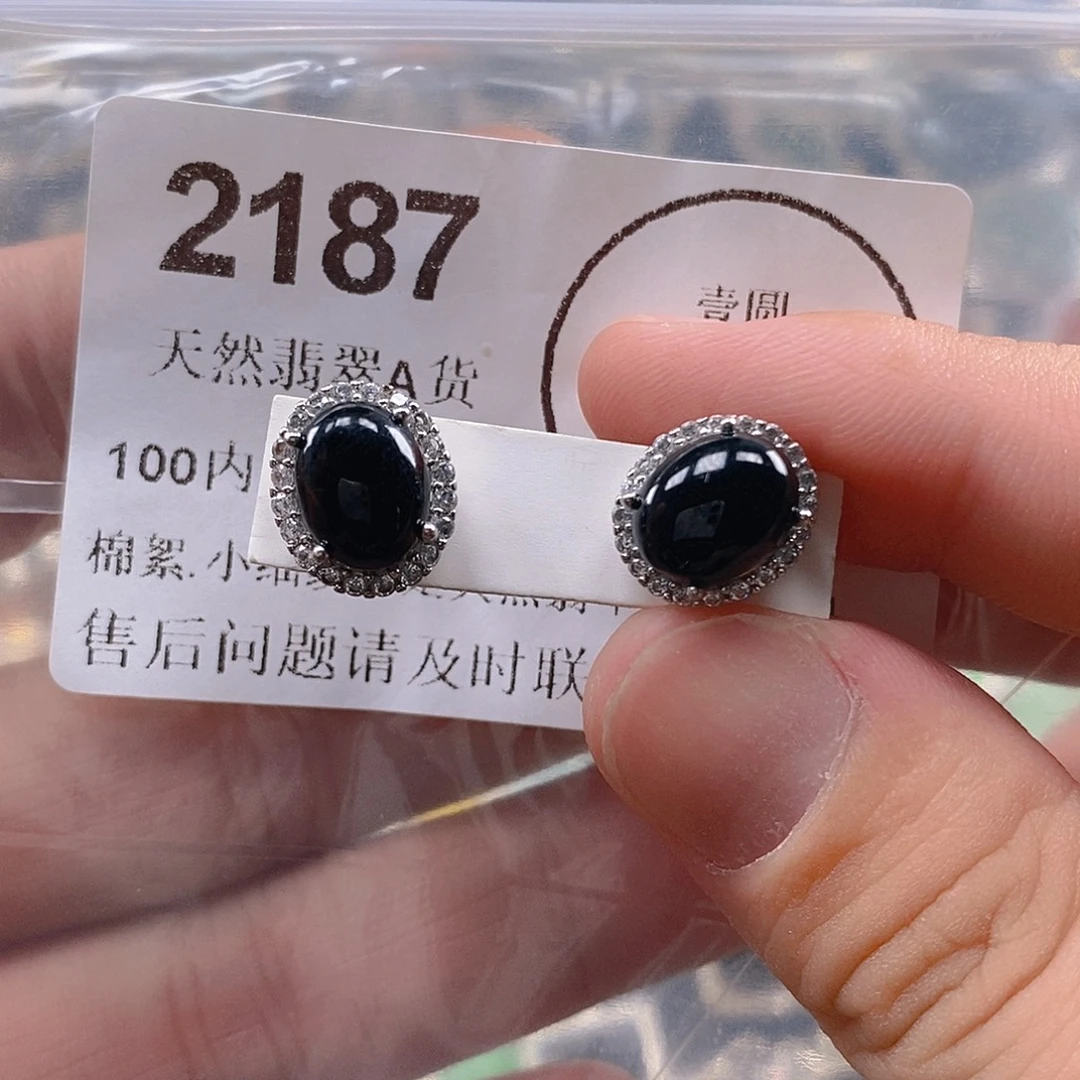 2187
壹圆
天然翡翠A货
100内
棉絮.小细
售后问题请及时联